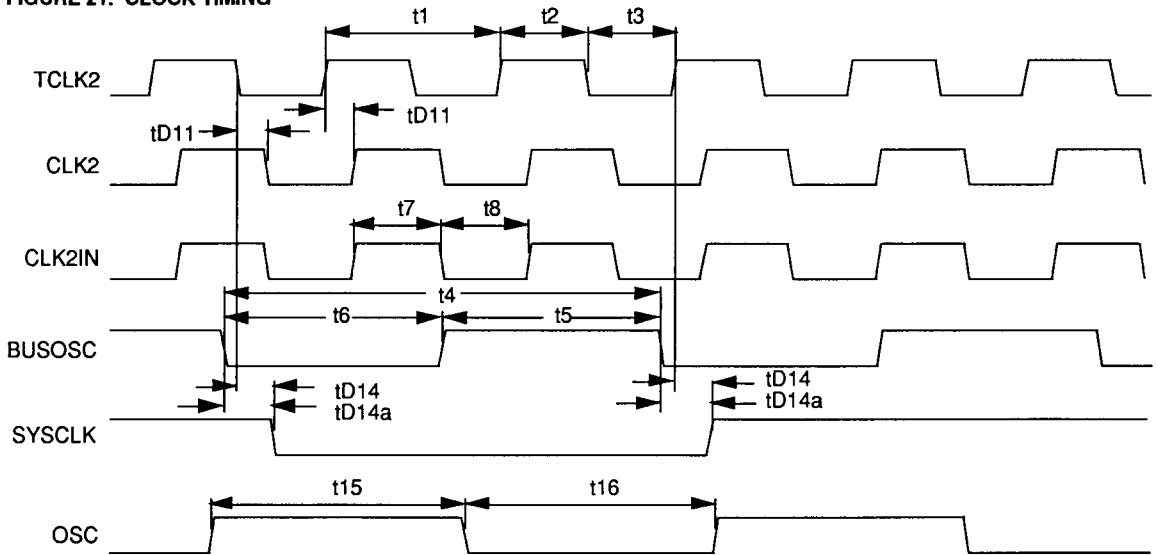 FIGURE 21. CLOCK TIMING
t1 t2 t3
TCLK2
tD11
tD11
CLK2
t7 t8
CLK2IN
t4
t6 t5
BUSOSC
tD14 tD14
tD14a tD14a
SYSCLK
t15 t16
OSC